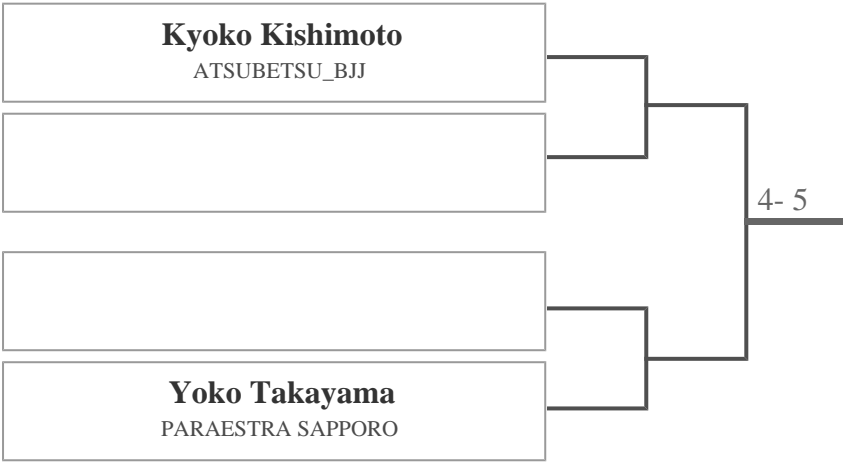 Kyoko Kishimoto
ATSUBETSU_BJJ
4- 5
Yoko Takayama
PARAESTRA SAPPORO